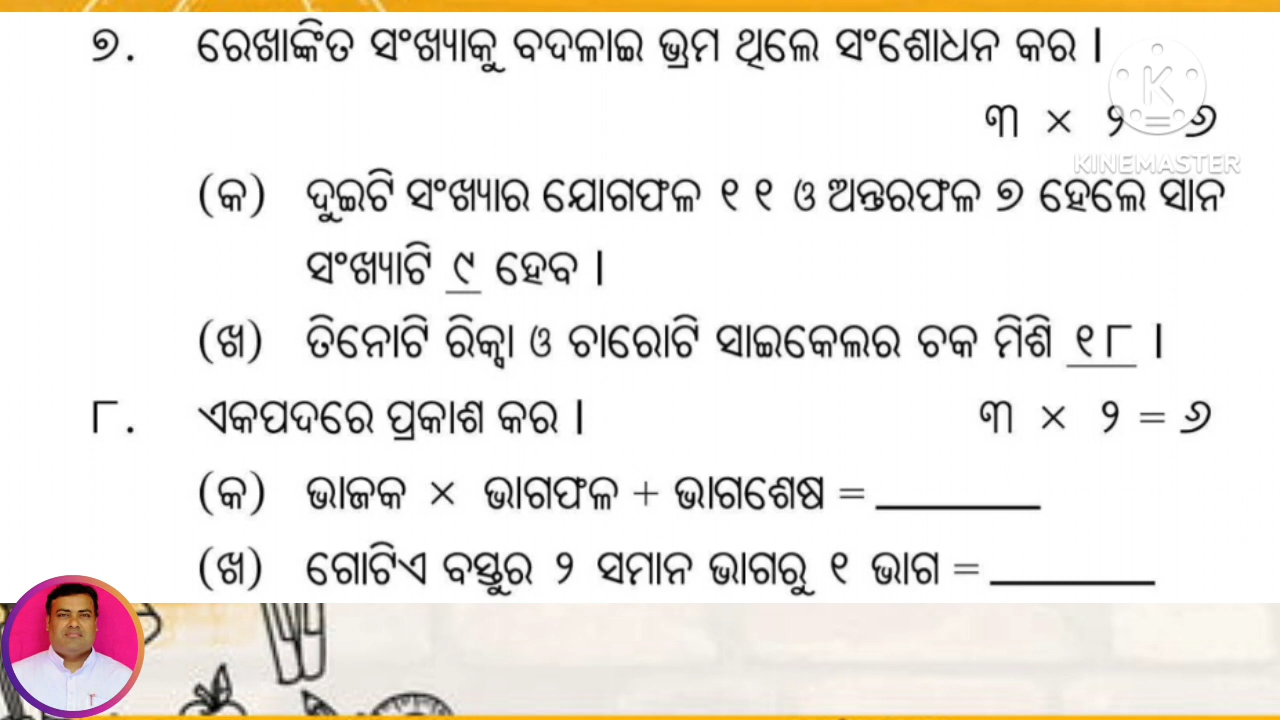 ୭. ରେଖାଙ୍କିତ ସଂଖ୍ୟାକୁ ବଦଳାଇ ଭ୍ରମ ଥିଲେ ସଂଶୋଧନ କର ।
୩ × ୨ = ୬
KINEMASTER
(କ) ଦୁଇଟି ସଂଖ୍ୟାର ଯୋଗଫଳ ୧୧ ଓ ଅନ୍ତରଫଳ ୭ ହେଲେ ସାନ
ସଂଖ୍ୟାଟି ୯ ହେବ ।
(ଖ) ତିନୋଟି ରିକ୍ସା ଓ ଚାରୋଟି ସାଇକେଲର ଚକ ମିଶି ୧୮ ।
୮. ଏକପଦରେ ପ୍ରକାଶ କର । ୩ × ୨ = ୬
(କ) ଭାଜକ × ଭାଗଫଳ + ଭାଗଶେଷ = ________
(ଖ) ଗୋଟିଏ ବସ୍ତୁର ୨ ସମାନ ଭାଗରୁ ୧ ଭାଗ = ________